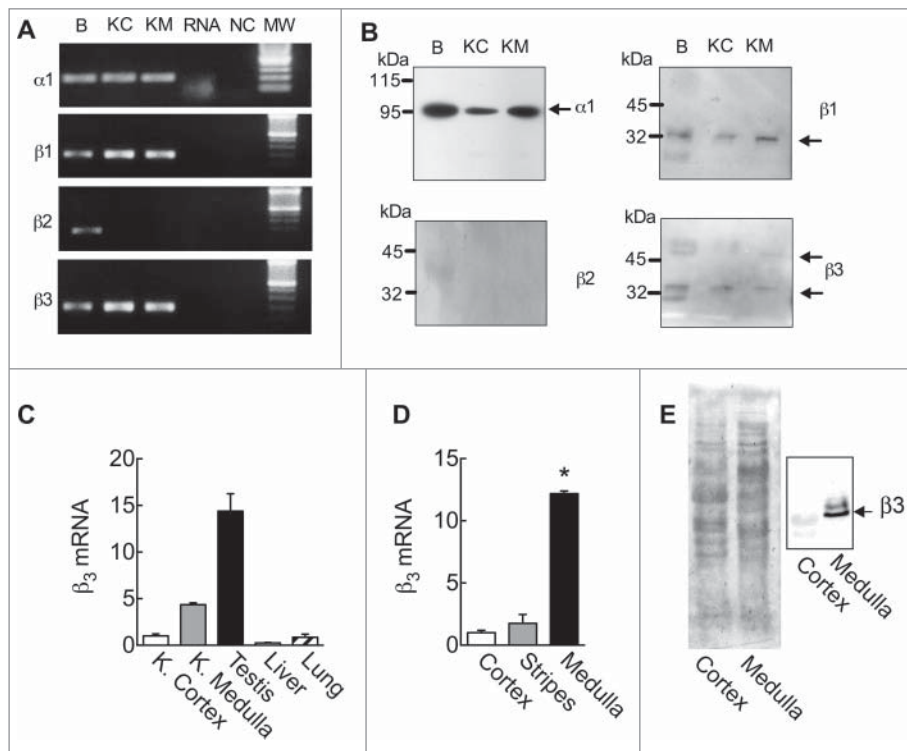 A
B KC KM RNA NC MW
α1
β1
β2
β3
B
kDa
B KC KM
115
95
α1
B KC KM
45
32
β1
kDa
45
32
β2
kDa
45
32
β3
C
β3 mRNA
20
15
10
5
0
K. Cortex
K. Medulla
Testis
Liver
Lung
D
β3 mRNA
15
10
5
0
*
Cortex
Stripes
Medulla
E
β3
Cortex
Medulla
Cortex
Medulla